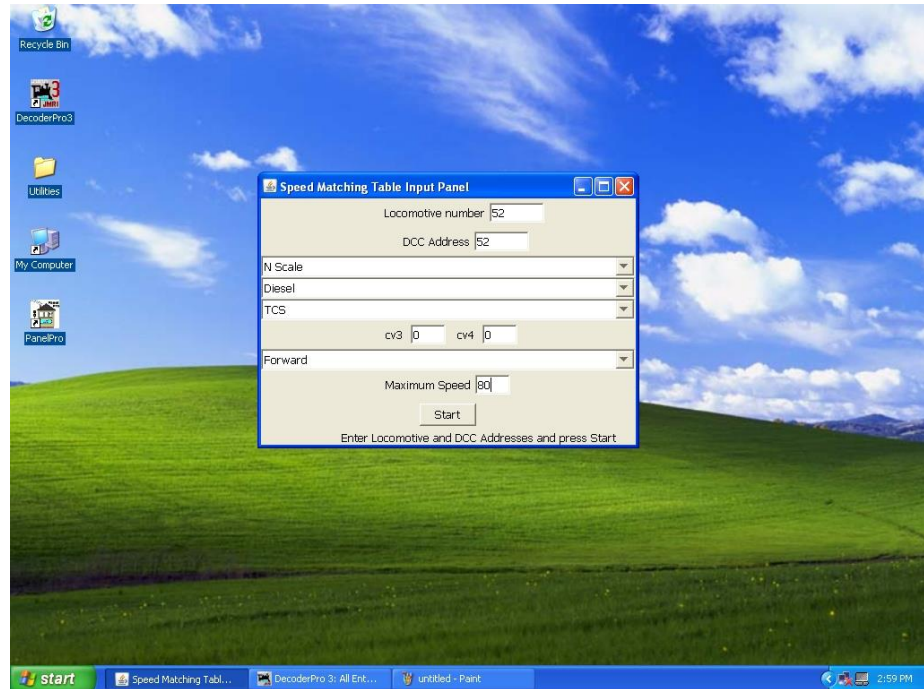 Recycle Bin
3
JMRI
DecoderPro3
Utilities
My Computer
PanelPro
Speed Matching Table Input Panel
Locomotive number 52
DCC Address 52
N Scale
Diesel
TCS
cv3 0 cv4 0
Forward
Maximum Speed 80
Start
Enter Locomotive and DCC Addresses and press Start
start
Speed Matching Tabl...
DecoderPro 3: All Ent...
untitled - Paint
2:59 PM